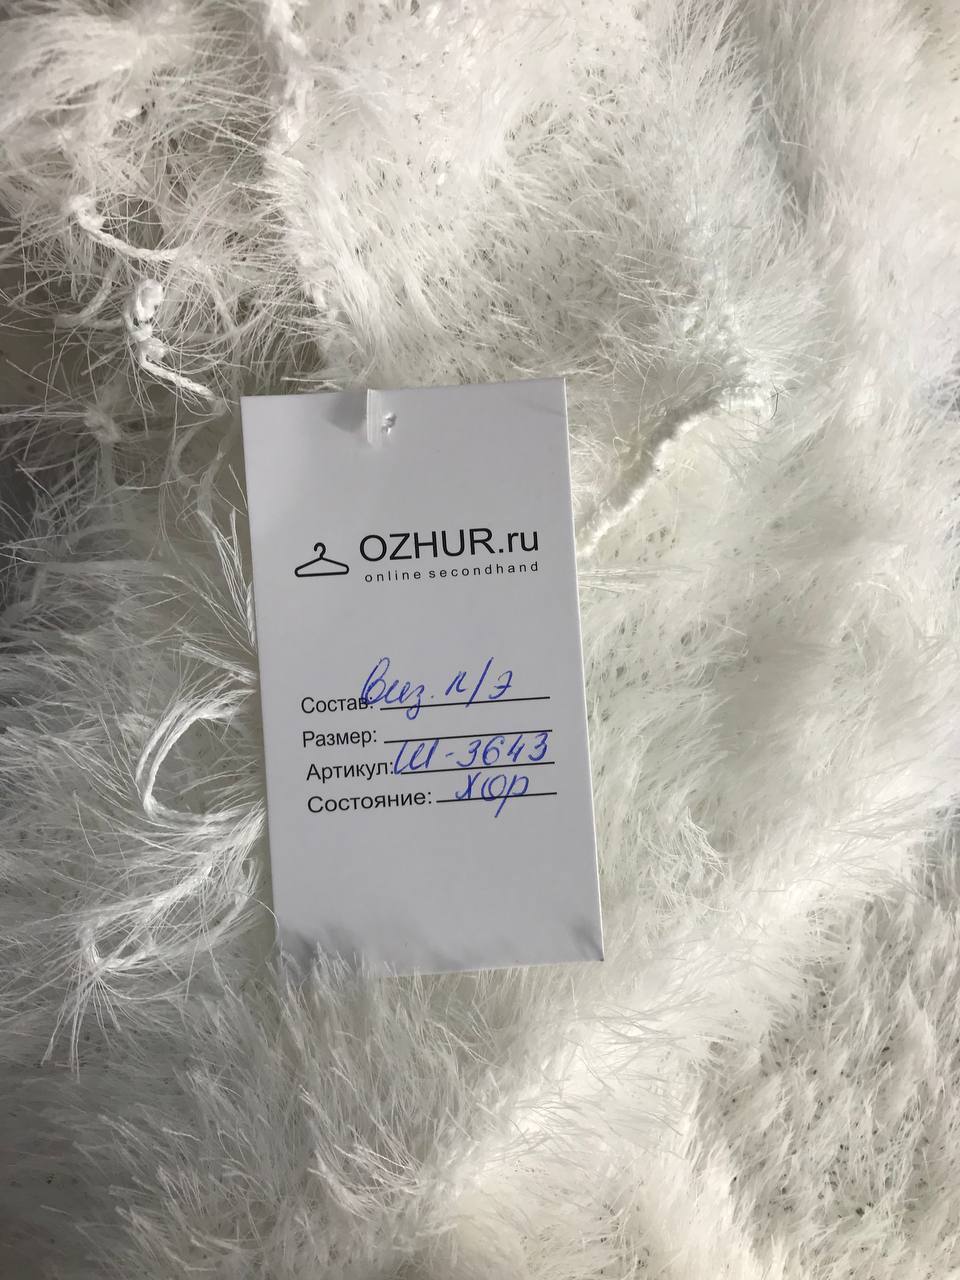 OZHUR.ru
online secondhand
Состав: виз. п/э
Размер:
Артикул: Ш-3643
Состояние: хор